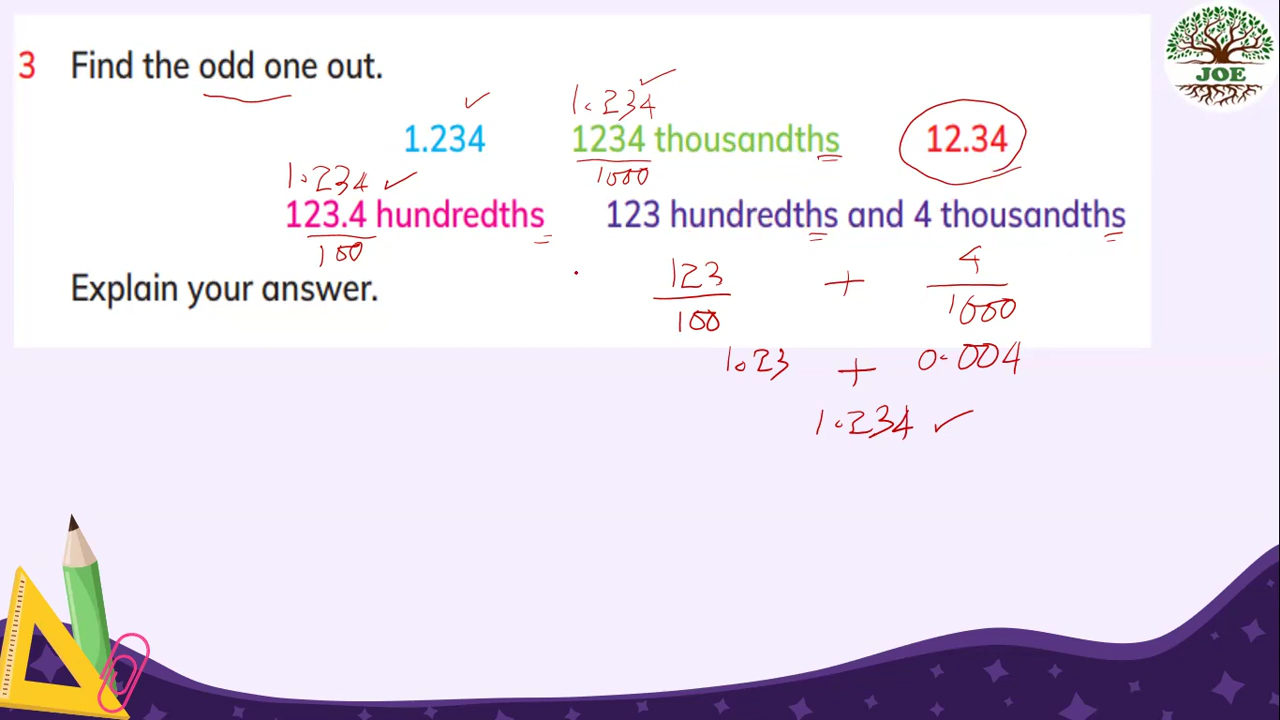 3 Find the odd one out.
JOE
1.234
1.234 1234 thousandths 12.34
1.234 1000
123.4 hundredths 123 hundredths and 4 thousandths
100
Explain your answer.
123 + 4
100 1000
1.23 + 0.004
1.234